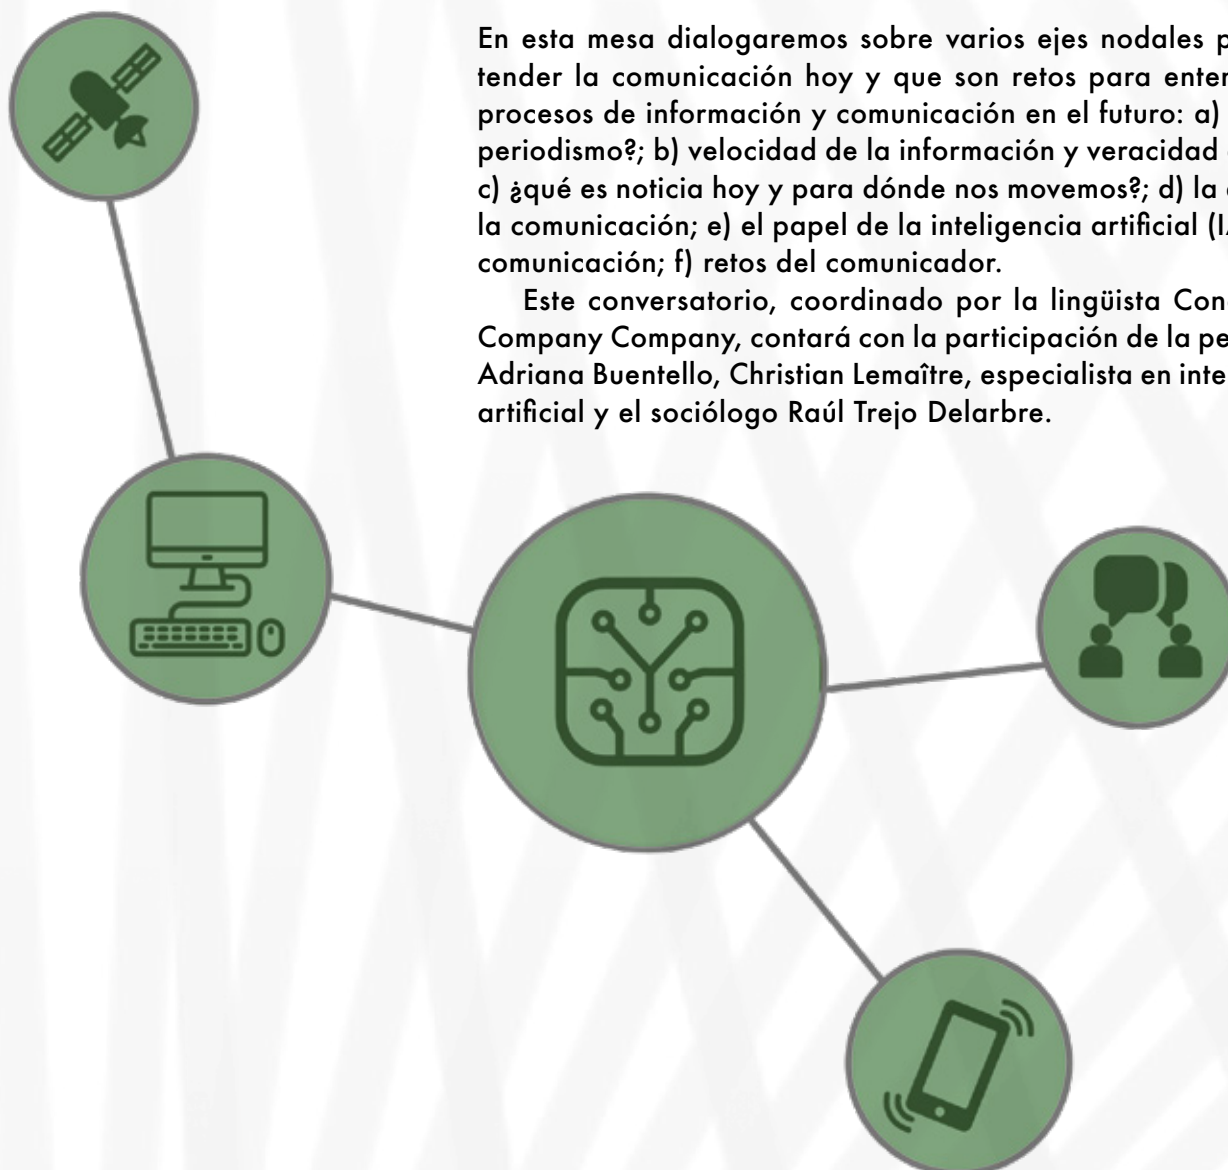 En esta mesa dialogaremos sobre varios ejes nodales
tender la comunicación hoy y que son retos para
procesos de información y comunicación en el futuro: a)
periodismo?; b) velocidad de la información y veracidad
c) ¿qué es noticia hoy y para dónde nos movemos?; d) la
la comunicación; e) el papel de la inteligencia artificial
comunicación; f) retos del comunicador.
Este conversatorio, coordinado por la lingüista
Company Company, contará con la participación de la
Adriana Buentello, Christian Lemaître, especialista en
artificial y el sociólogo Raúl Trejo Delarbre.